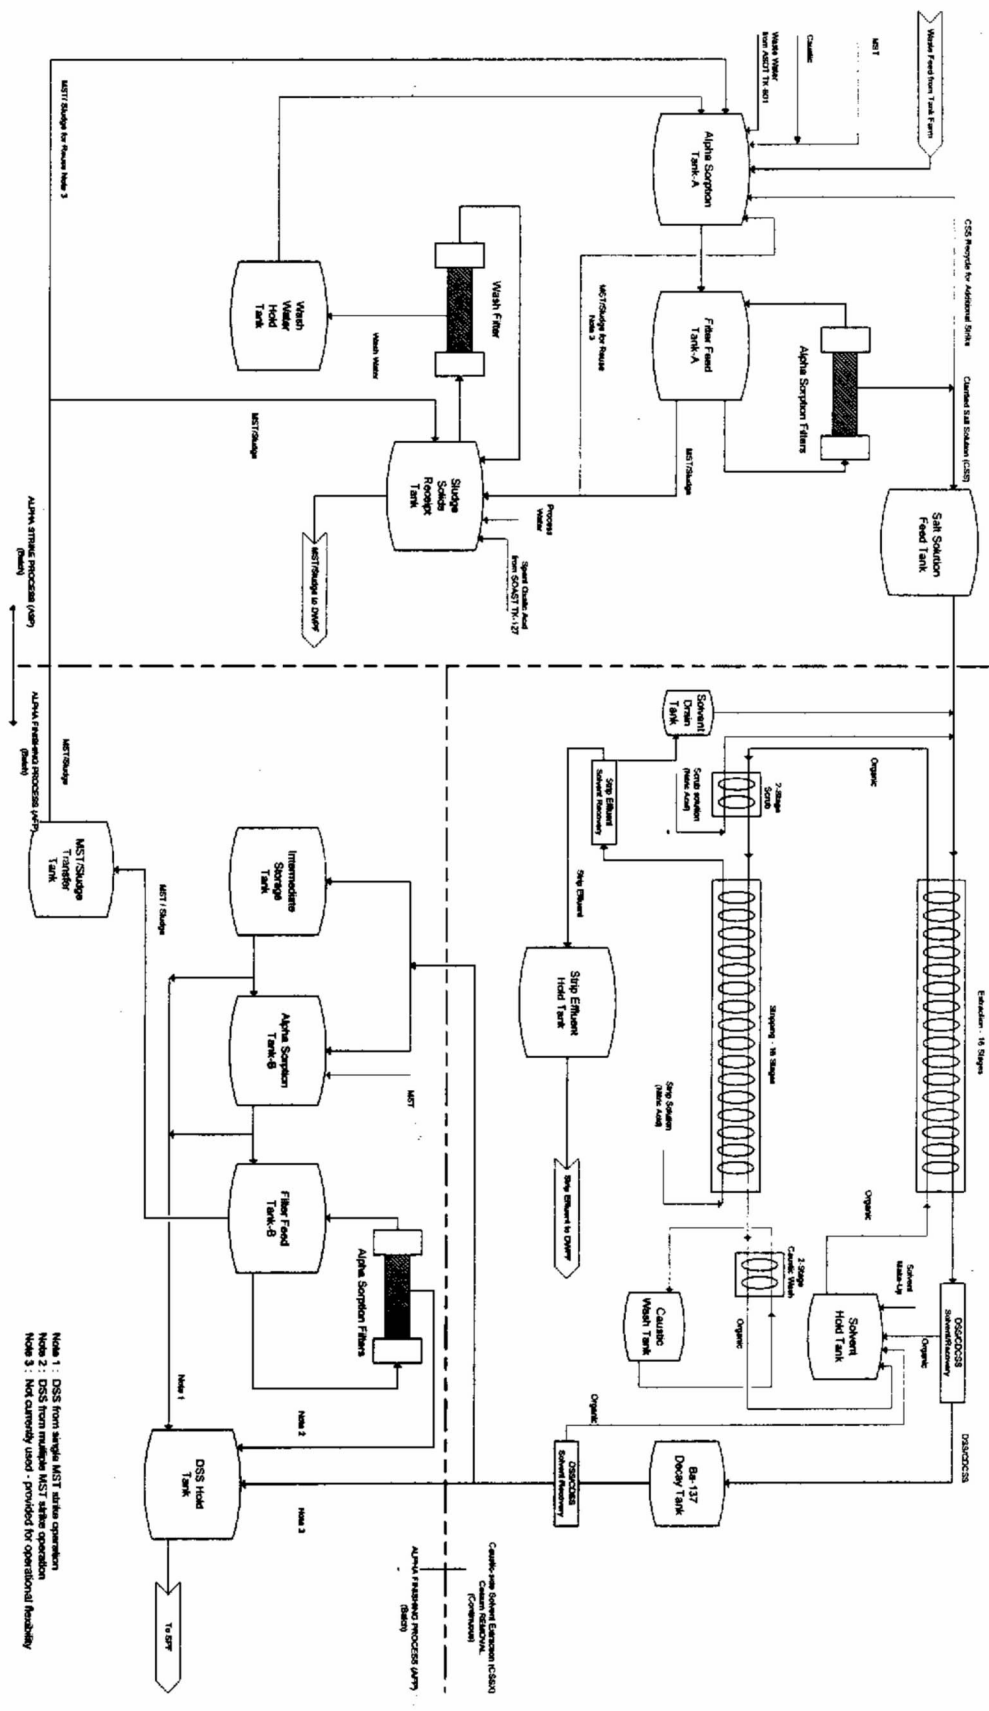 Waste Feed from Tank Farm
MST
Caustic
Waste Water
from ASDT TK-601
Alpha Sorption
Tank-A
CSS Recycle for Additional Strike
Clarified Salt Solution (CSS)
Salt Solution
Feed Tank
Filter Feed
Tank-A
Alpha Sorption Filters
MST/Sludge for Reuse
Note 3
MST/Sludge
Wash Filter
Wash Water
Wash
Water
Hold
Tank
Sludge
Solids
Receipt
Tank
Process
Water
Spent Oxalic Acid
from SOAST TK-127
MST/Sludge to DWPF
MST/Sludge
MST/ Sludge for Reuse Note 3
ALPHA STRIKE PROCESS (ASP)
(Batch)
ALPHA FINISHING PROCESS (AFP)
(Batch)
Organic
Extraction - 16 Stages
Organic
2-Stage
Scrub
Scrub solution
(Nitric Acid)
Solvent
Drain
Tank
Strip Effluent
Solvent Recovery
Strip Effluent
Strip Effluent
Hold Tank
Strip Effluent to DWPF
Stripping - 16 Stages
Strip Solution
(Nitric Acid)
2-Stage
Caustic Wash
Caustic
Wash Tank
Organic
Solvent
Make-Up
Solvent
Hold Tank
Organic
DSS/CDCSS
Solvent/Recovery
DSS/CDCSS
Ba-137
Decay Tank
Organic
Solvent Recovery
Caustic-side Solvent Extraction (CSSX)
Cesium REMOVAL
(Continuous)
ALPHA FINISHING PROCESS (AFP)
(Batch)
MST/Sludge
MST/Sludge
Transfer
Tank
MST / Sludge
Intermediate
Storage
Tank
Alpha Sorption
Tank-B
MST
Filter Feed
Tank-B
Alpha Sorption Filters
Note 1
Note 2
DSS Hold
Tank
To SPF
Note 1 : DSS from single MST strike operation
Note 2 : DSS from multiple MST strike operation
Note 3 : Not currently used - provided for operational flexibility